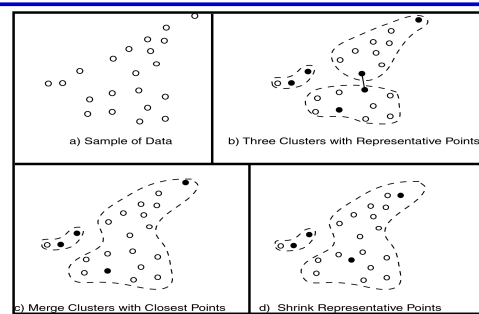 a) Sample of Data
b) Three Clusters with Representative Points
c) Merge Clusters with Closest Points
d) Shrink Representative Points